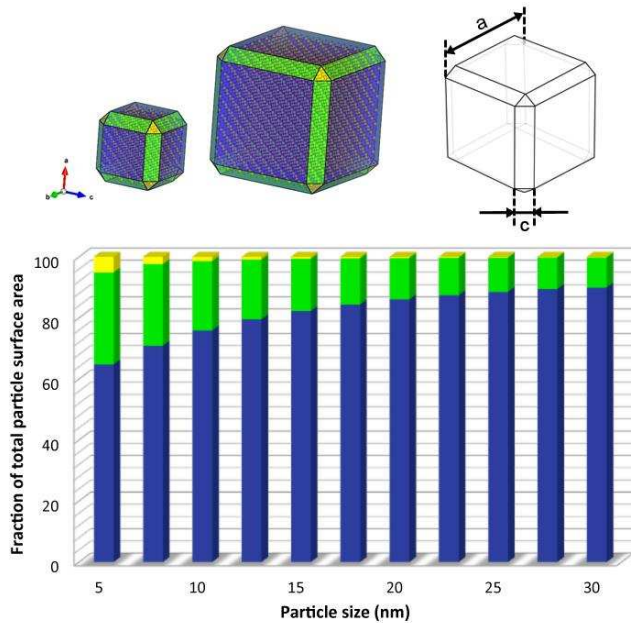 a
a
b
c
c
Fraction of total particle surface area
100
80
60
40
20
0
5 10 15 20 25 30
Particle size (nm)